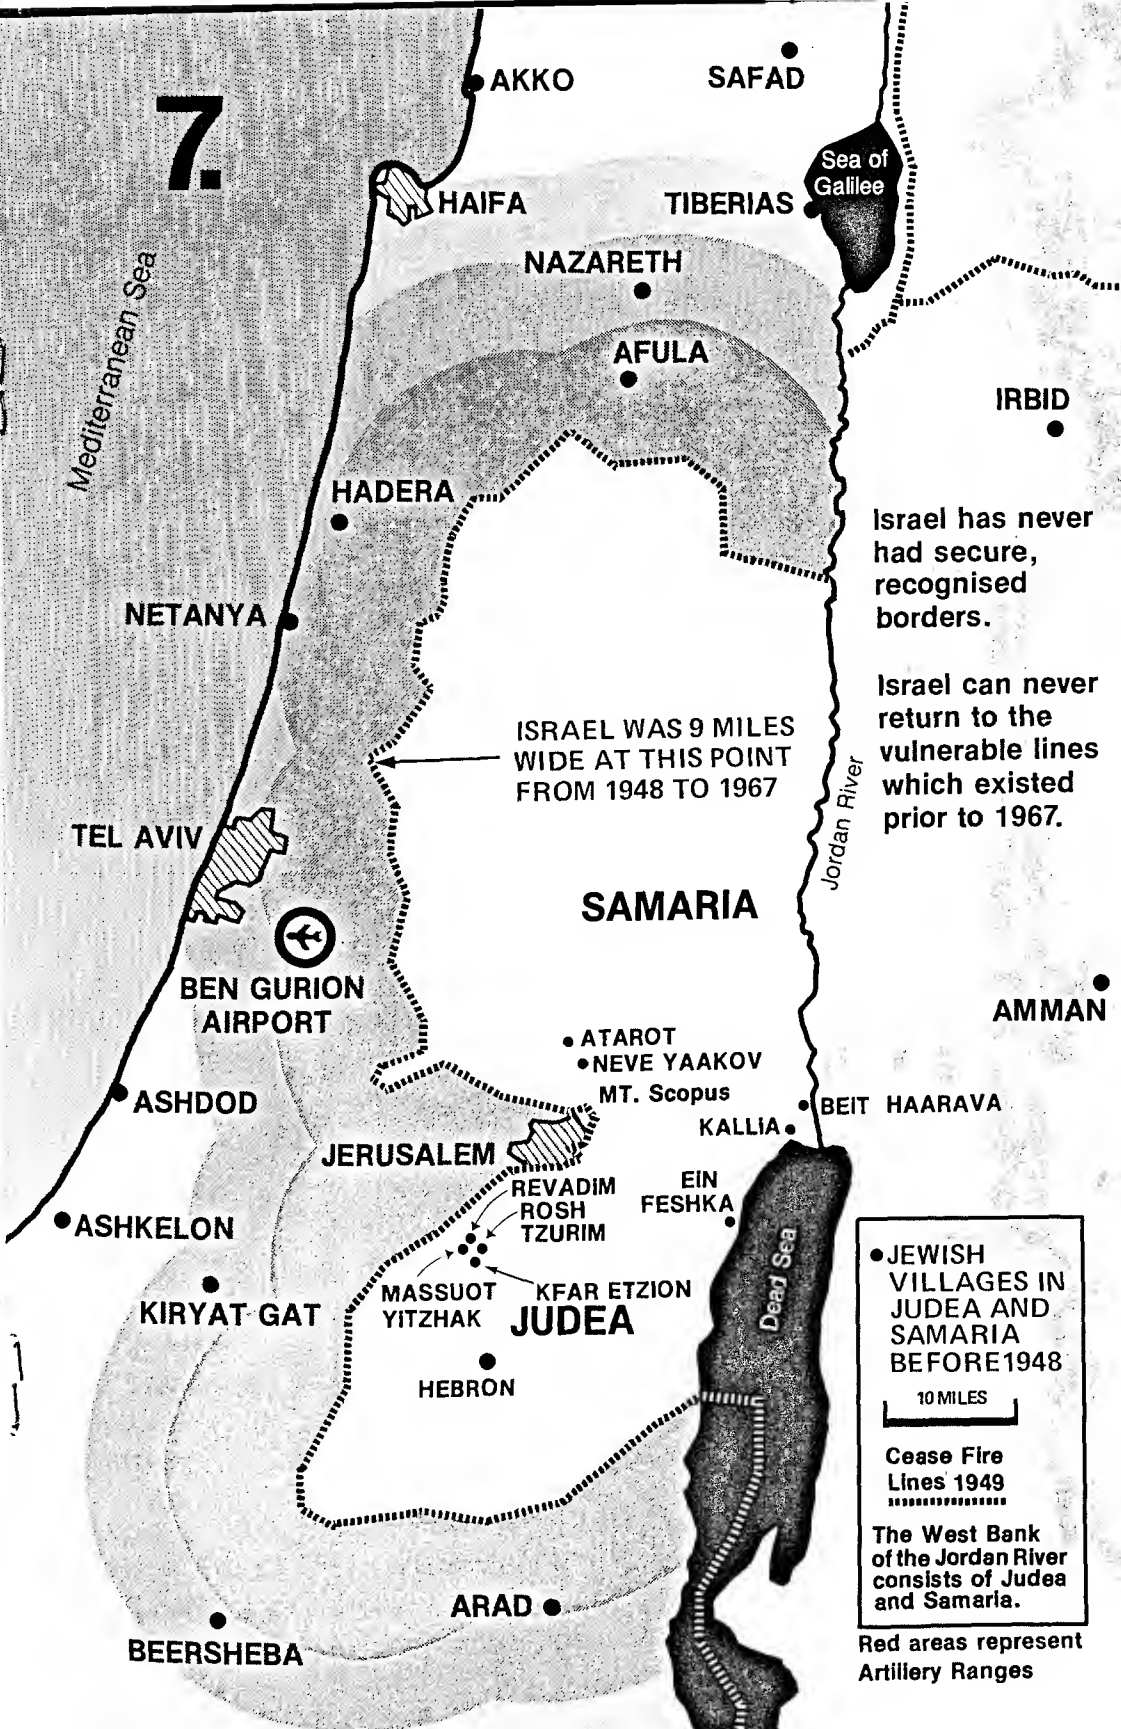 7.
AKKO
SAFAD
Sea of
Galilee
HAIFA
TIBERIAS
NAZARETH
Mediterranean Sea
AFULA
IRBID
HADERA
Israel has never
had secure,
recognised
borders.
NETANYA
Israel can never
return to the
vulnerable lines
which existed
prior to 1967.
ISRAEL WAS 9 MILES
WIDE AT THIS POINT
FROM 1948 TO 1967
Jordan River
TEL AVIV
SAMARIA
BEN GURION
AIRPORT
AMMAN
ATAROT
NEVE YAAKOV
MT. Scopus
ASHDOD
BEIT HAARAVA
KALLIA
JERUSALEM
REVADIM
ROSH
TZURIM
EIN
FESHKA
ASHKELON
MASSUOT
YITZHAK
KFAR ETZION
KIRYAT GAT
JUDEA
Dead Sea
HEBRON
JEWISH
VILLAGES IN
JUDEA AND
SAMARIA
BEFORE 1948
10 MILES
Cease Fire
Lines 1949
The West Bank
of the Jordan River
consists of Judea
and Samaria.
ARAD
BEERSHEBA
Red areas represent
Artillery Ranges